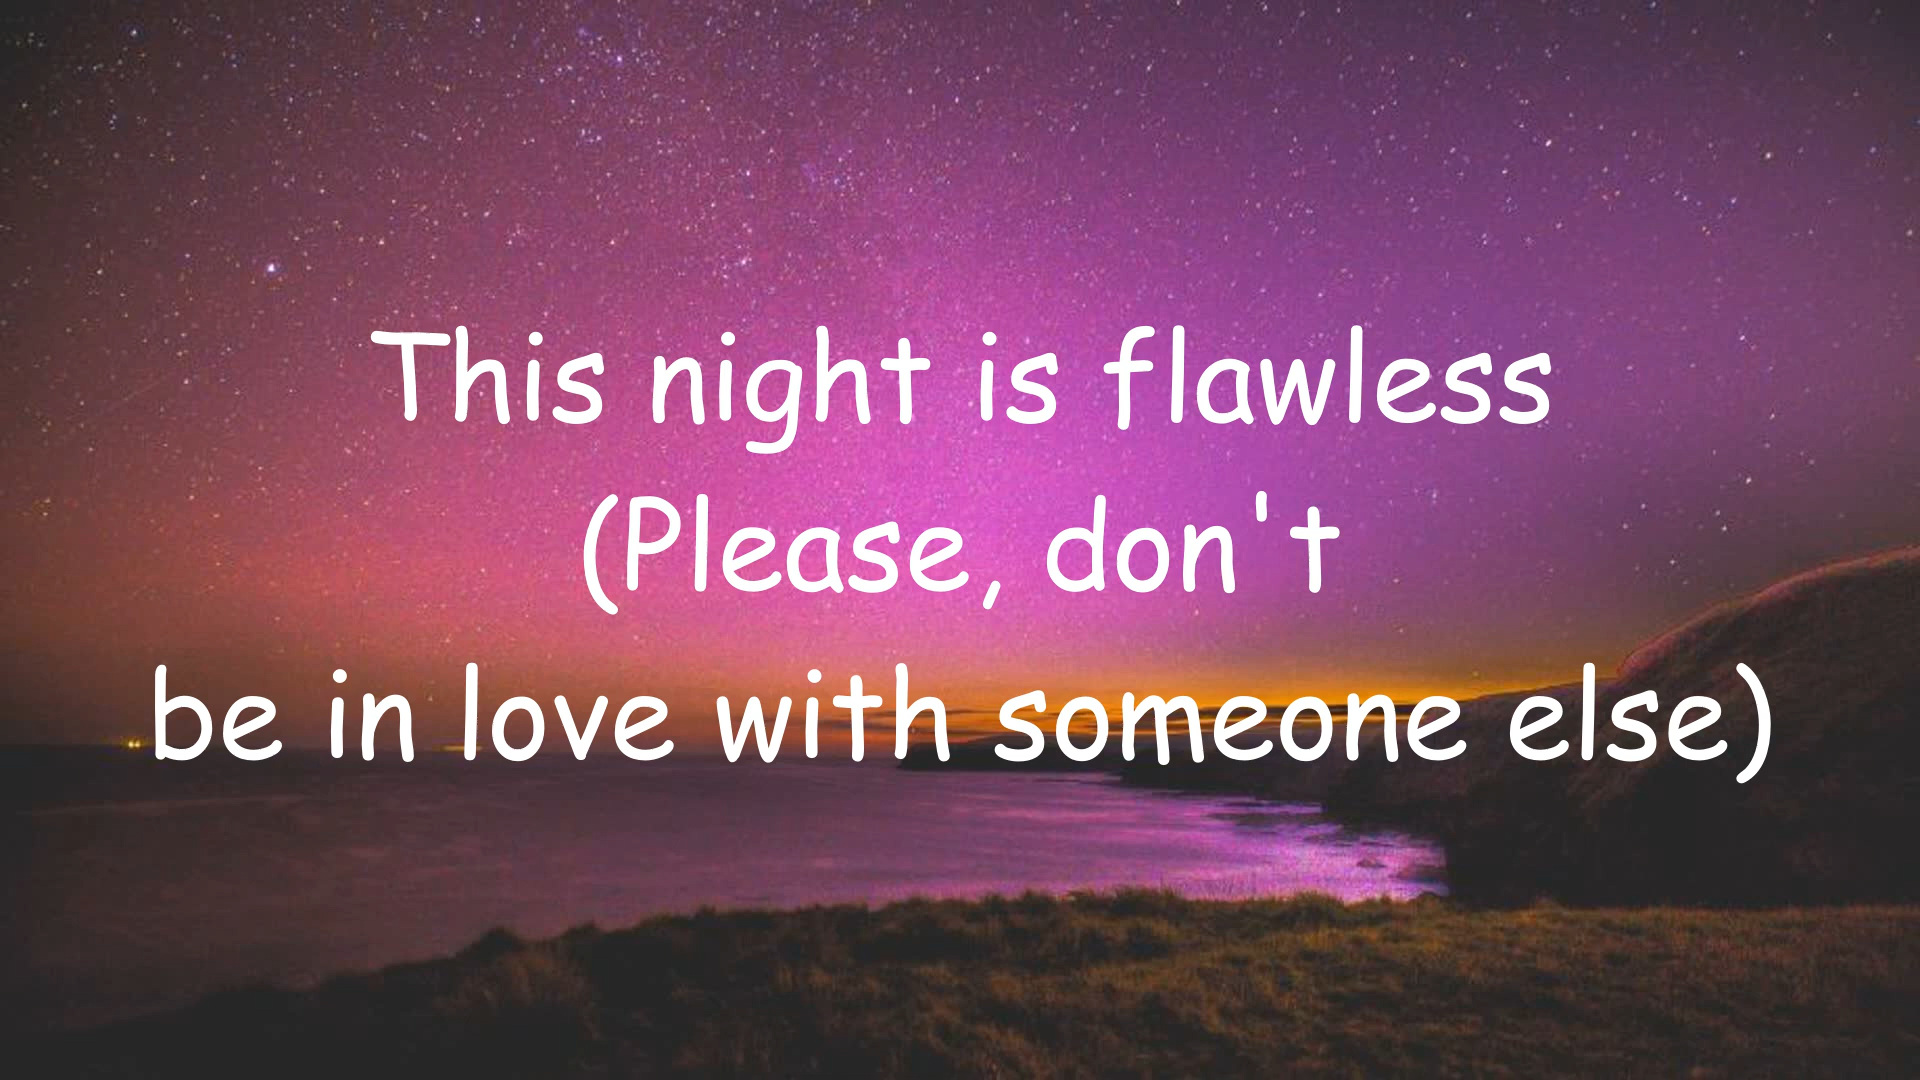 This night is flawless
(Please, don't
be in love with someone else)